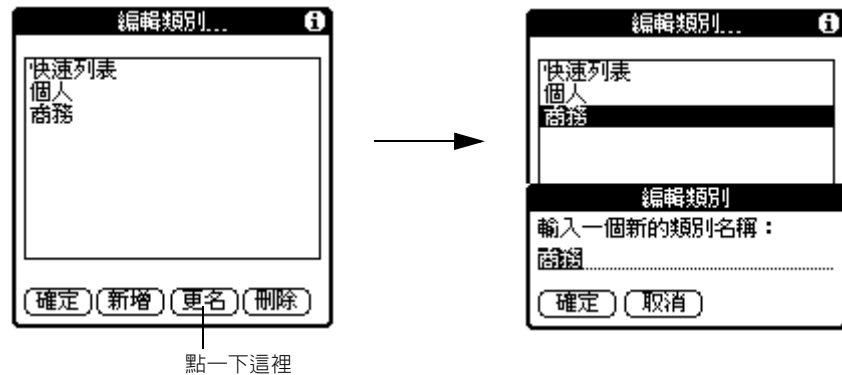 編輯類別...
快速列表
個人
商務
確定 新增 更名 刪除
點一下這裡
編輯類別...
快速列表
個人
商務
編輯類別
輸入一個新的類別名稱：
商務
確定 取消